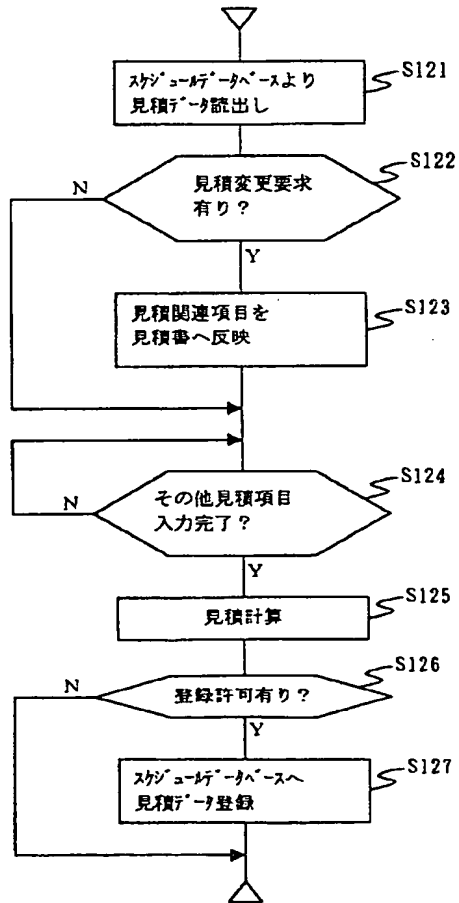 S121
スケジュールデータベースより
見積データ読出し
S122
見積変更要求
有り？
N
Y
S123
見積関連項目を
見積書へ反映
S124
その他見積項目
入力完了？
N
Y
S125
見積計算
S126
登録許可有り？
N
Y
S127
スケジュールデータベースへ
見積データ登録